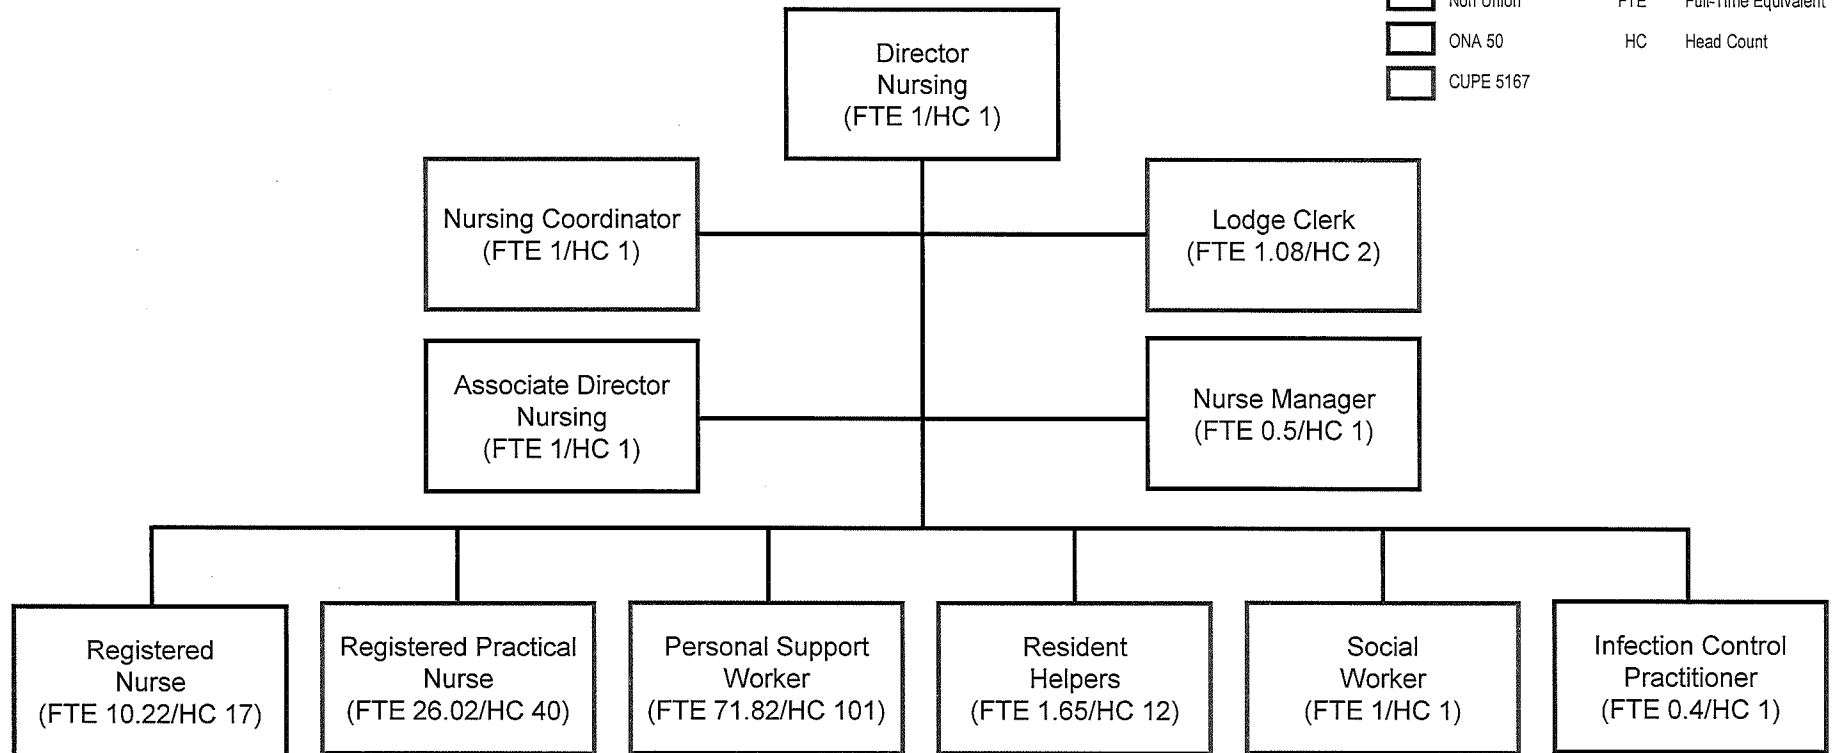 Non Union FTE Full-Time Equivalent
ONA 50 HC Head Count
CUPE 5167
Director
Nursing
(FTE 1/HC 1)
Nursing Coordinator
(FTE 1/HC 1)
Lodge Clerk
(FTE 1.08/HC 2)
Associate Director
Nursing
(FTE 1/HC 1)
Nurse Manager
(FTE 0.5/HC 1)
Registered
Nurse
(FTE 10.22/HC 17)
Registered Practical
Nurse
(FTE 26.02/HC 40)
Personal Support
Worker
(FTE 71.82/HC 101)
Resident
Helpers
(FTE 1.65/HC 12)
Social
Worker
(FTE 1/HC 1)
Infection Control
Practitioner
(FTE 0.4/HC 1)